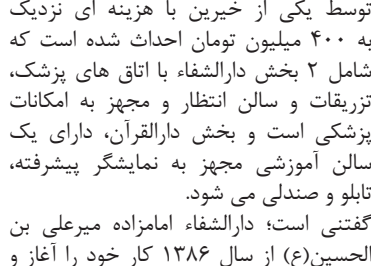 توسط یکی از خیرین با هزینه ای نزدیک
به ۴۰۰ میلیون تومان احداث شده است که
شامل ۲ بخش دارالشفاء با اتاق های پزشک،
تزریقات و سالن انتظار و مجهز به امکانات
پزشکی است و بخش دارالقرآن، دارای یک
سالن آموزشی مجهز به نمایشگر پیشرفته،
تابلو و صندلی می شود.
گفتنی است؛ دارالشفاء امامزاده میرعلی بن
الحسین(ع) از سال ۱۳۸۶ کار خود را آغاز و